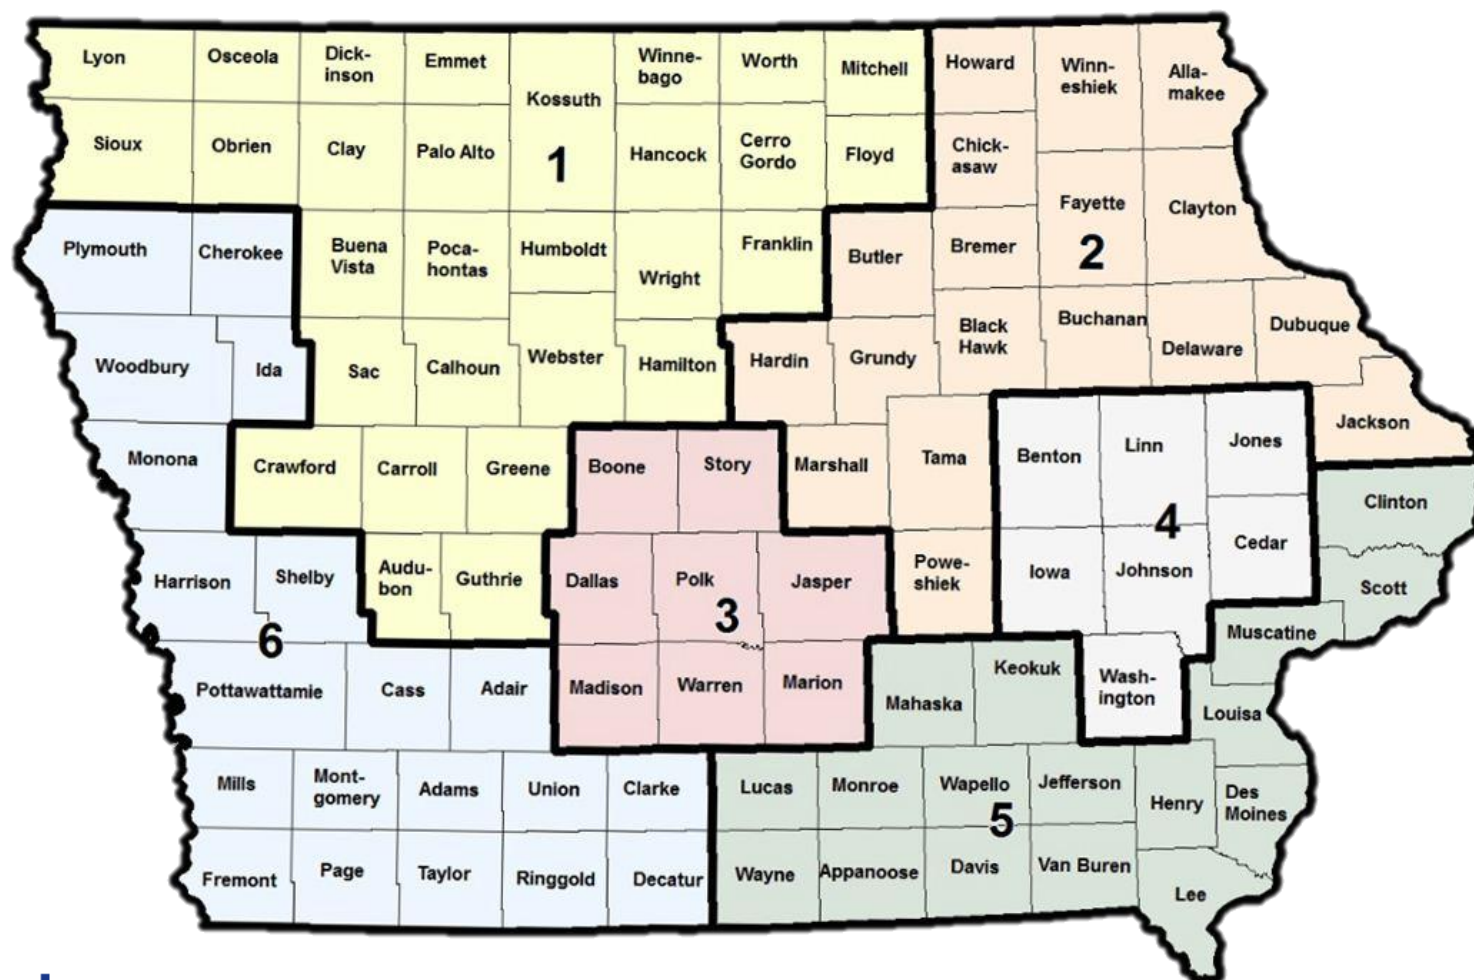 Lyon
Osceola
Dick-
inson
Emmet
Kossuth
Winne-
bago
Worth
Mitchell
Howard
Winn-
eshiek
Alla-
makee
Sioux
Obrien
Clay
Palo Alto
1
Hancock
Cerro
Gordo
Floyd
Chick-
asaw
Fayette
Clayton
Plymouth
Cherokee
Buena
Vista
Poca-
hontas
Humboldt
Wright
Franklin
Butler
Bremer
2
Woodbury
Ida
Sac
Calhoun
Webster
Hamilton
Hardin
Grundy
Black
Hawk
Buchanan
Delaware
Dubuque
Jackson
Monona
Crawford
Carroll
Greene
Boone
Story
Marshall
Tama
Benton
Linn
Jones
4
Cedar
Clinton
Harrison
Shelby
Audu-
bon
Guthrie
Dallas
Polk
Jasper
3
Powe-
shiek
Iowa
Johnson
Scott
Muscatine
6
Pottawattamie
Cass
Adair
Madison
Warren
Marion
Mahaska
Keokuk
Wash-
ington
Louisa
Mills
Mont-
gomery
Adams
Union
Clarke
Lucas
Monroe
Wapello
Jefferson
5
Henry
Des
Moines
Fremont
Page
Taylor
Ringgold
Decatur
Wayne
Appanoose
Davis
Van Buren
Lee